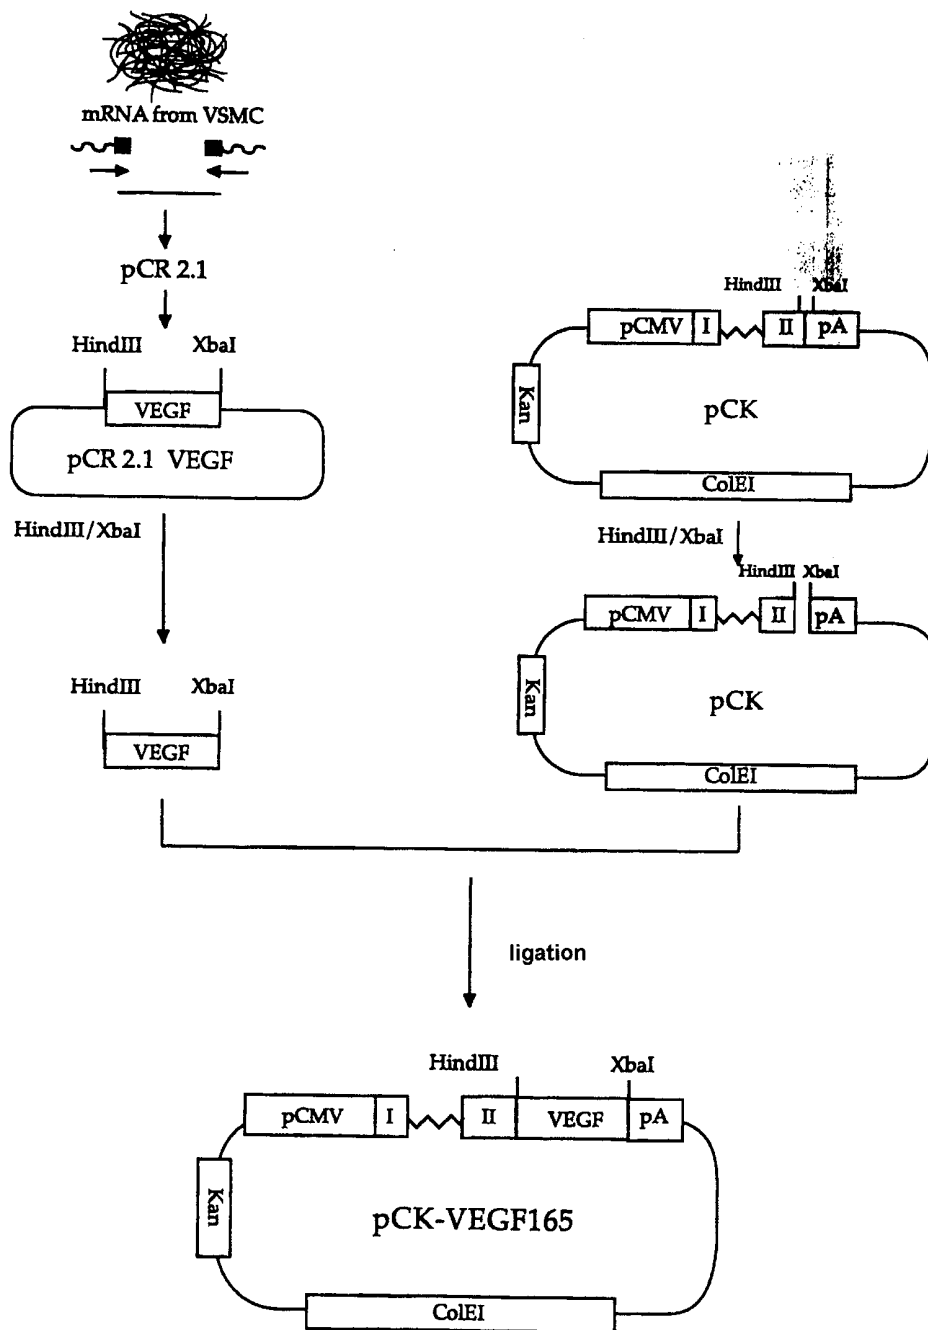 mRNA from VSMC
pCR 2.1
HindIII XbaI
VEGF
pCR 2.1 VEGF
HindIII/XbaI
HindIII XbaI
VEGF
HindIII XbaI
pCMV I II pA
Kan
pCK
ColEI
HindIII/XbaI
HindIII XbaI
pCMV I II pA
Kan
pCK
ColEI
ligation
HindIII XbaI
pCMV I II VEGF pA
Kan
pCK-VEGF165
ColEI